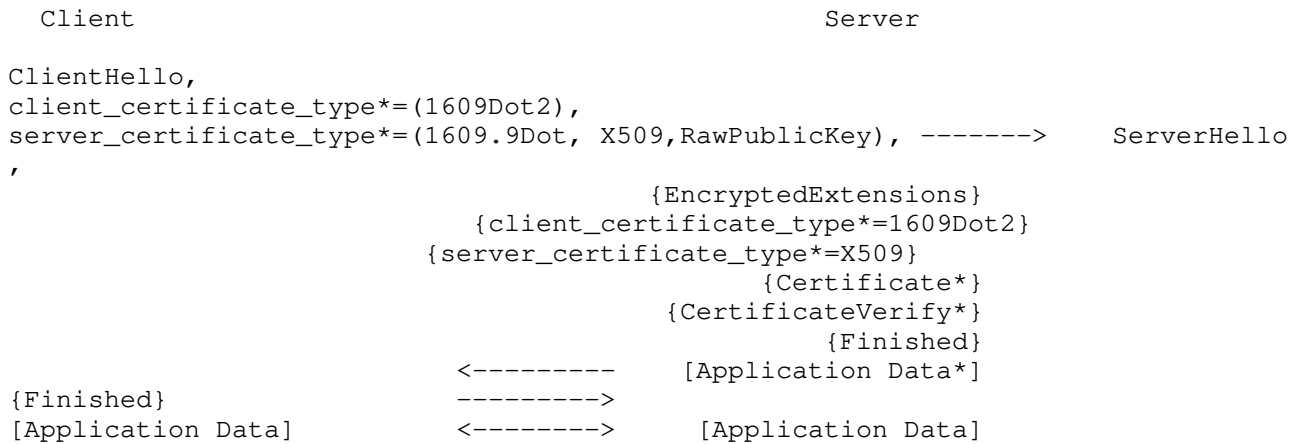 Client Server
ClientHello,
client_certificate_type*=(1609Dot2),
server_certificate_type*=(1609.9Dot, X509,RawPublicKey), -------> ServerHello
,
{EncryptedExtensions}
{client_certificate_type*=1609Dot2}
{server_certificate_type*=X509}
{Certificate*}
{CertificateVerify*}
{Finished}
<--------- [Application Data*]
{Finished} --------->
[Application Data] <-------> [Application Data]